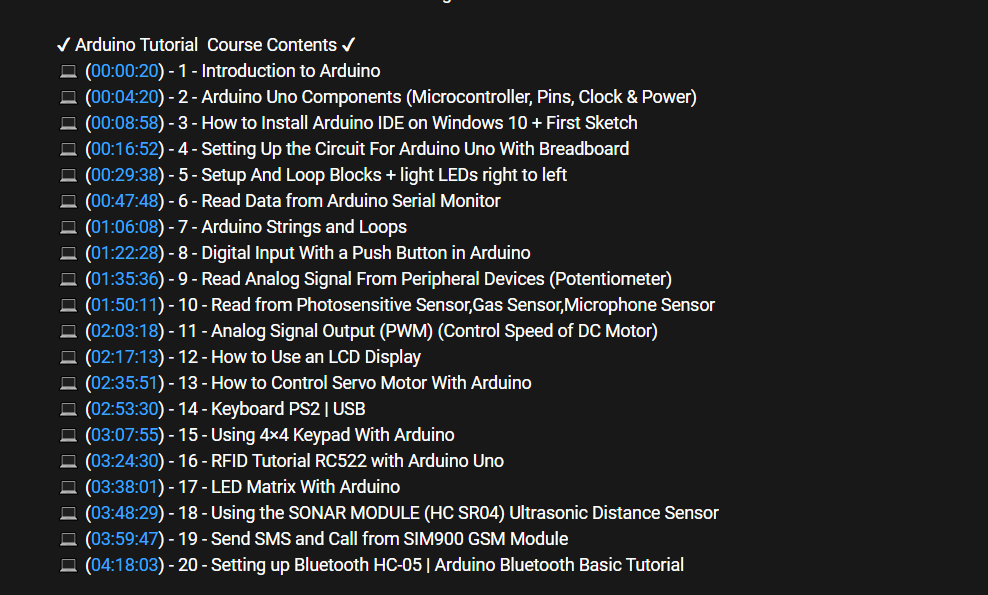 ✓ Arduino Tutorial Course Contents ✓
💻 (00:00:20) - 1 - Introduction to Arduino
💻 (00:04:20) - 2 - Arduino Uno Components (Microcontroller, Pins, Clock & Power)
💻 (00:08:58) - 3 - How to Install Arduino IDE on Windows 10 + First Sketch
💻 (00:16:52) - 4 - Setting Up the Circuit For Arduino Uno With Breadboard
💻 (00:29:38) - 5 - Setup And Loop Blocks + light LEDs right to left
💻 (00:47:48) - 6 - Read Data from Arduino Serial Monitor
💻 (01:06:08) - 7 - Arduino Strings and Loops
💻 (01:22:28) - 8 - Digital Input With a Push Button in Arduino
💻 (01:35:36) - 9 - Read Analog Signal From Peripheral Devices (Potentiometer)
💻 (01:50:11) - 10 - Read from Photosensitive Sensor,Gas Sensor,Microphone Sensor
💻 (02:03:18) - 11 - Analog Signal Output (PWM) (Control Speed of DC Motor)
💻 (02:17:13) - 12 - How to Use an LCD Display
💻 (02:35:51) - 13 - How to Control Servo Motor With Arduino
💻 (02:53:30) - 14 - Keyboard PS2 | USB
💻 (03:07:55) - 15 - Using 4×4 Keypad With Arduino
💻 (03:24:30) - 16 - RFID Tutorial RC522 with Arduino Uno
💻 (03:38:01) - 17 - LED Matrix With Arduino
💻 (03:48:29) - 18 - Using the SONAR MODULE (HC SR04) Ultrasonic Distance Sensor
💻 (03:59:47) - 19 - Send SMS and Call from SIM900 GSM Module
💻 (04:18:03) - 20 - Setting up Bluetooth HC-05 | Arduino Bluetooth Basic Tutorial